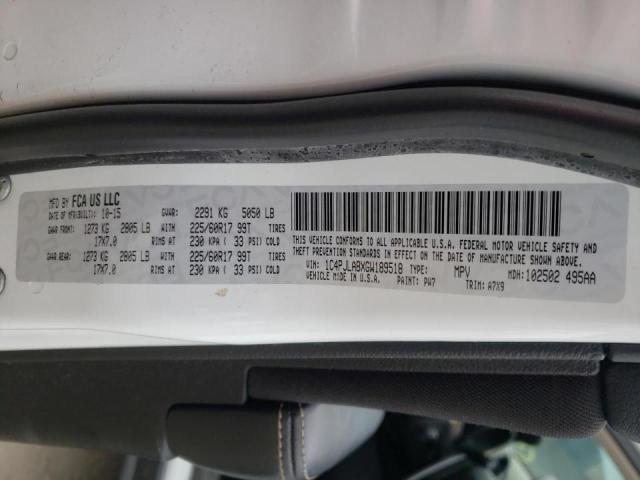 MFD BY FCA US LLC
DATE OF MFR(BUILT): 10-15 GVWR: 2291 KG 5050 LB
GAWR FRONT: 1273 KG 2805 LB WITH 225/60R17 99T TIRES
17X7.0 RIMS AT 230 KPA ( 33 PSI) COLD
GAWR REAR: 1273 KG 2805 LB WITH 225/60R17 99T TIRES
17X7.0 RIMS AT 230 KPA ( 33 PSI) COLD
THIS VEHICLE CONFORMS TO ALL APPLICABLE U.S.A. FEDERAL MOTOR VEHICLE SAFETY AND
THEFT PREVENTION STANDARDS IN EFFECT ON THE DATE OF MANUFACTURE SHOWN ABOVE.
VIN: 1C4PJLABXGW189518 TYPE: MPV MDH: 102502 495AA
VEHICLE MADE IN U.S.A. PAINT: PW7 TRIM: A7X9